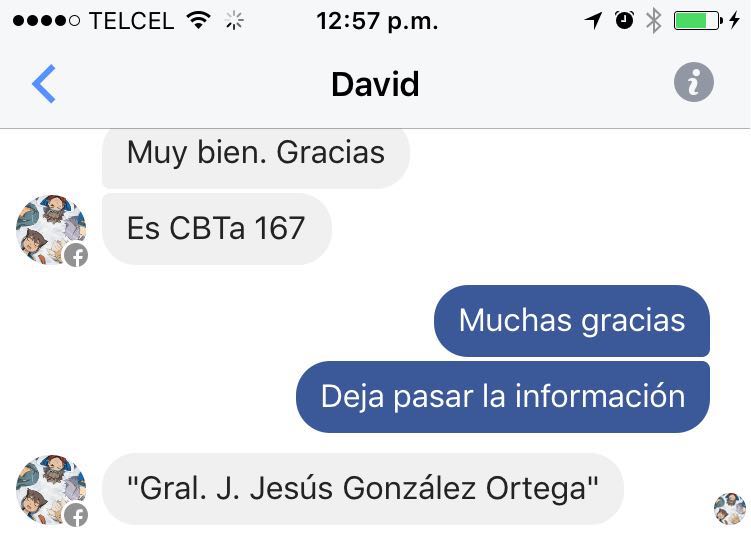 TELCEL 12:57 p.m.
David
Muy bien. Gracias
Es CBTa 167
Muchas gracias
Deja pasar la información
"Gral. J. Jesús González Ortega"